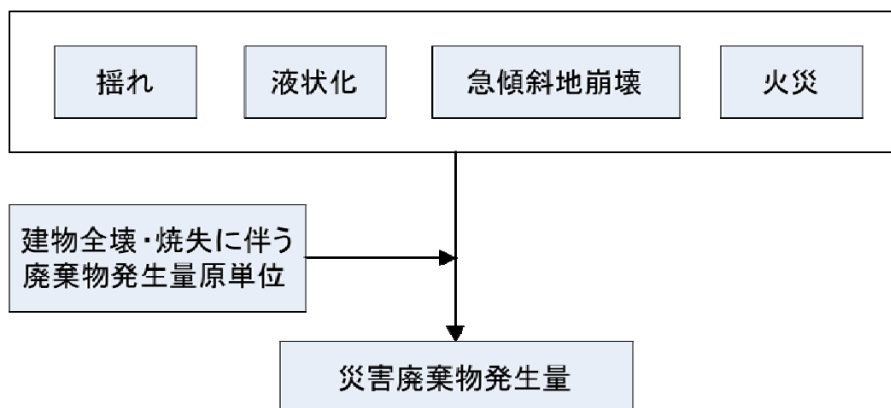 揺れ
液状化
急傾斜地崩壊
火災
建物全壊・焼失に伴う
廃棄物発生量原単位
災害廃棄物発生量